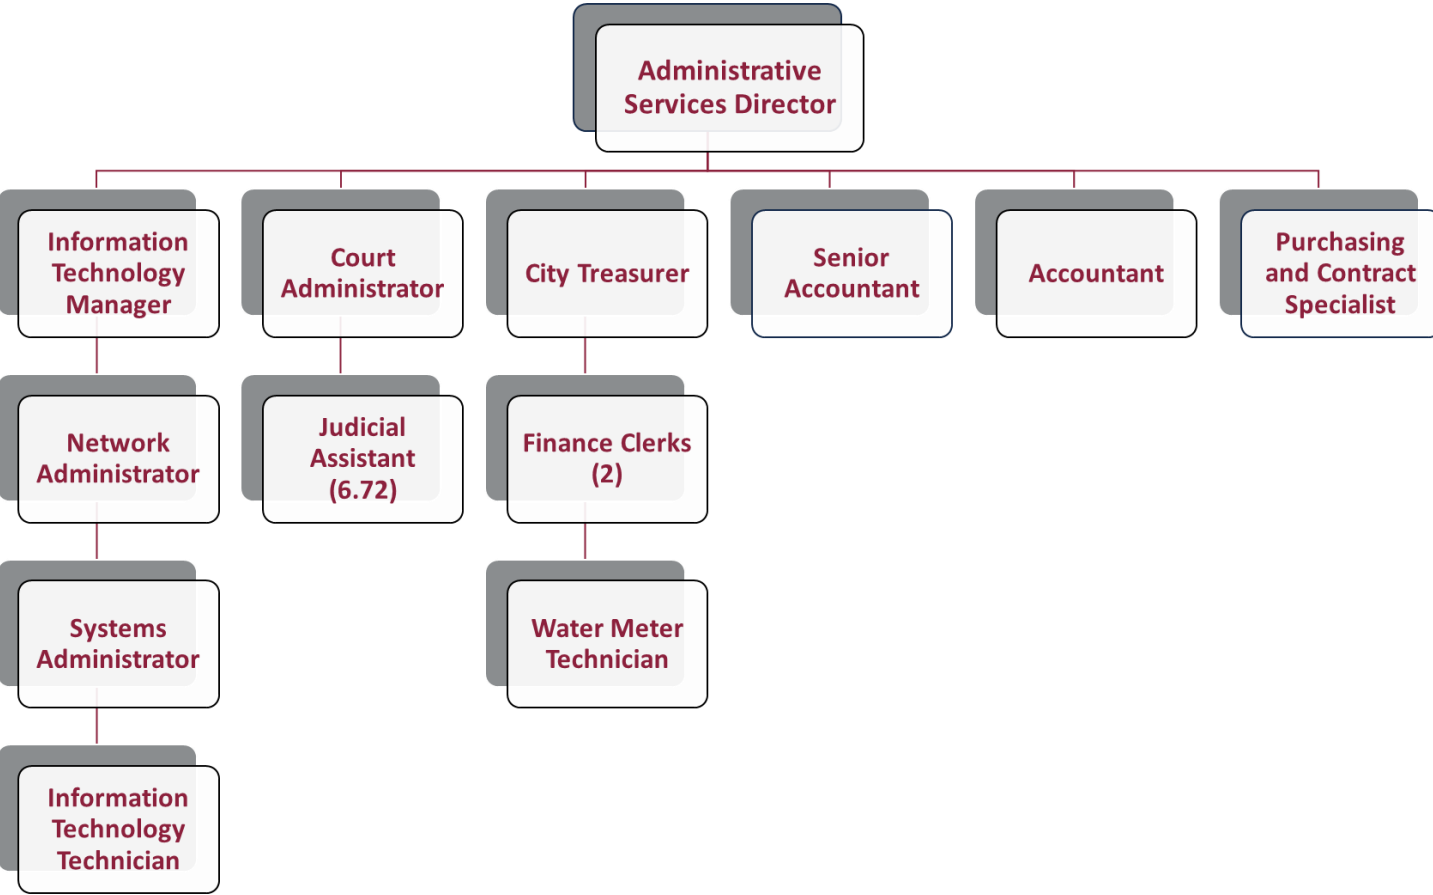 Administrative
Services Director
Information
Technology
Manager
Court
Administrator
City Treasurer
Senior
Accountant
Accountant
Purchasing
and Contract
Specialist
Network
Administrator
Judicial
Assistant
(6.72)
Finance Clerks
(2)
Systems
Administrator
Water Meter
Technician
Information
Technology
Technician